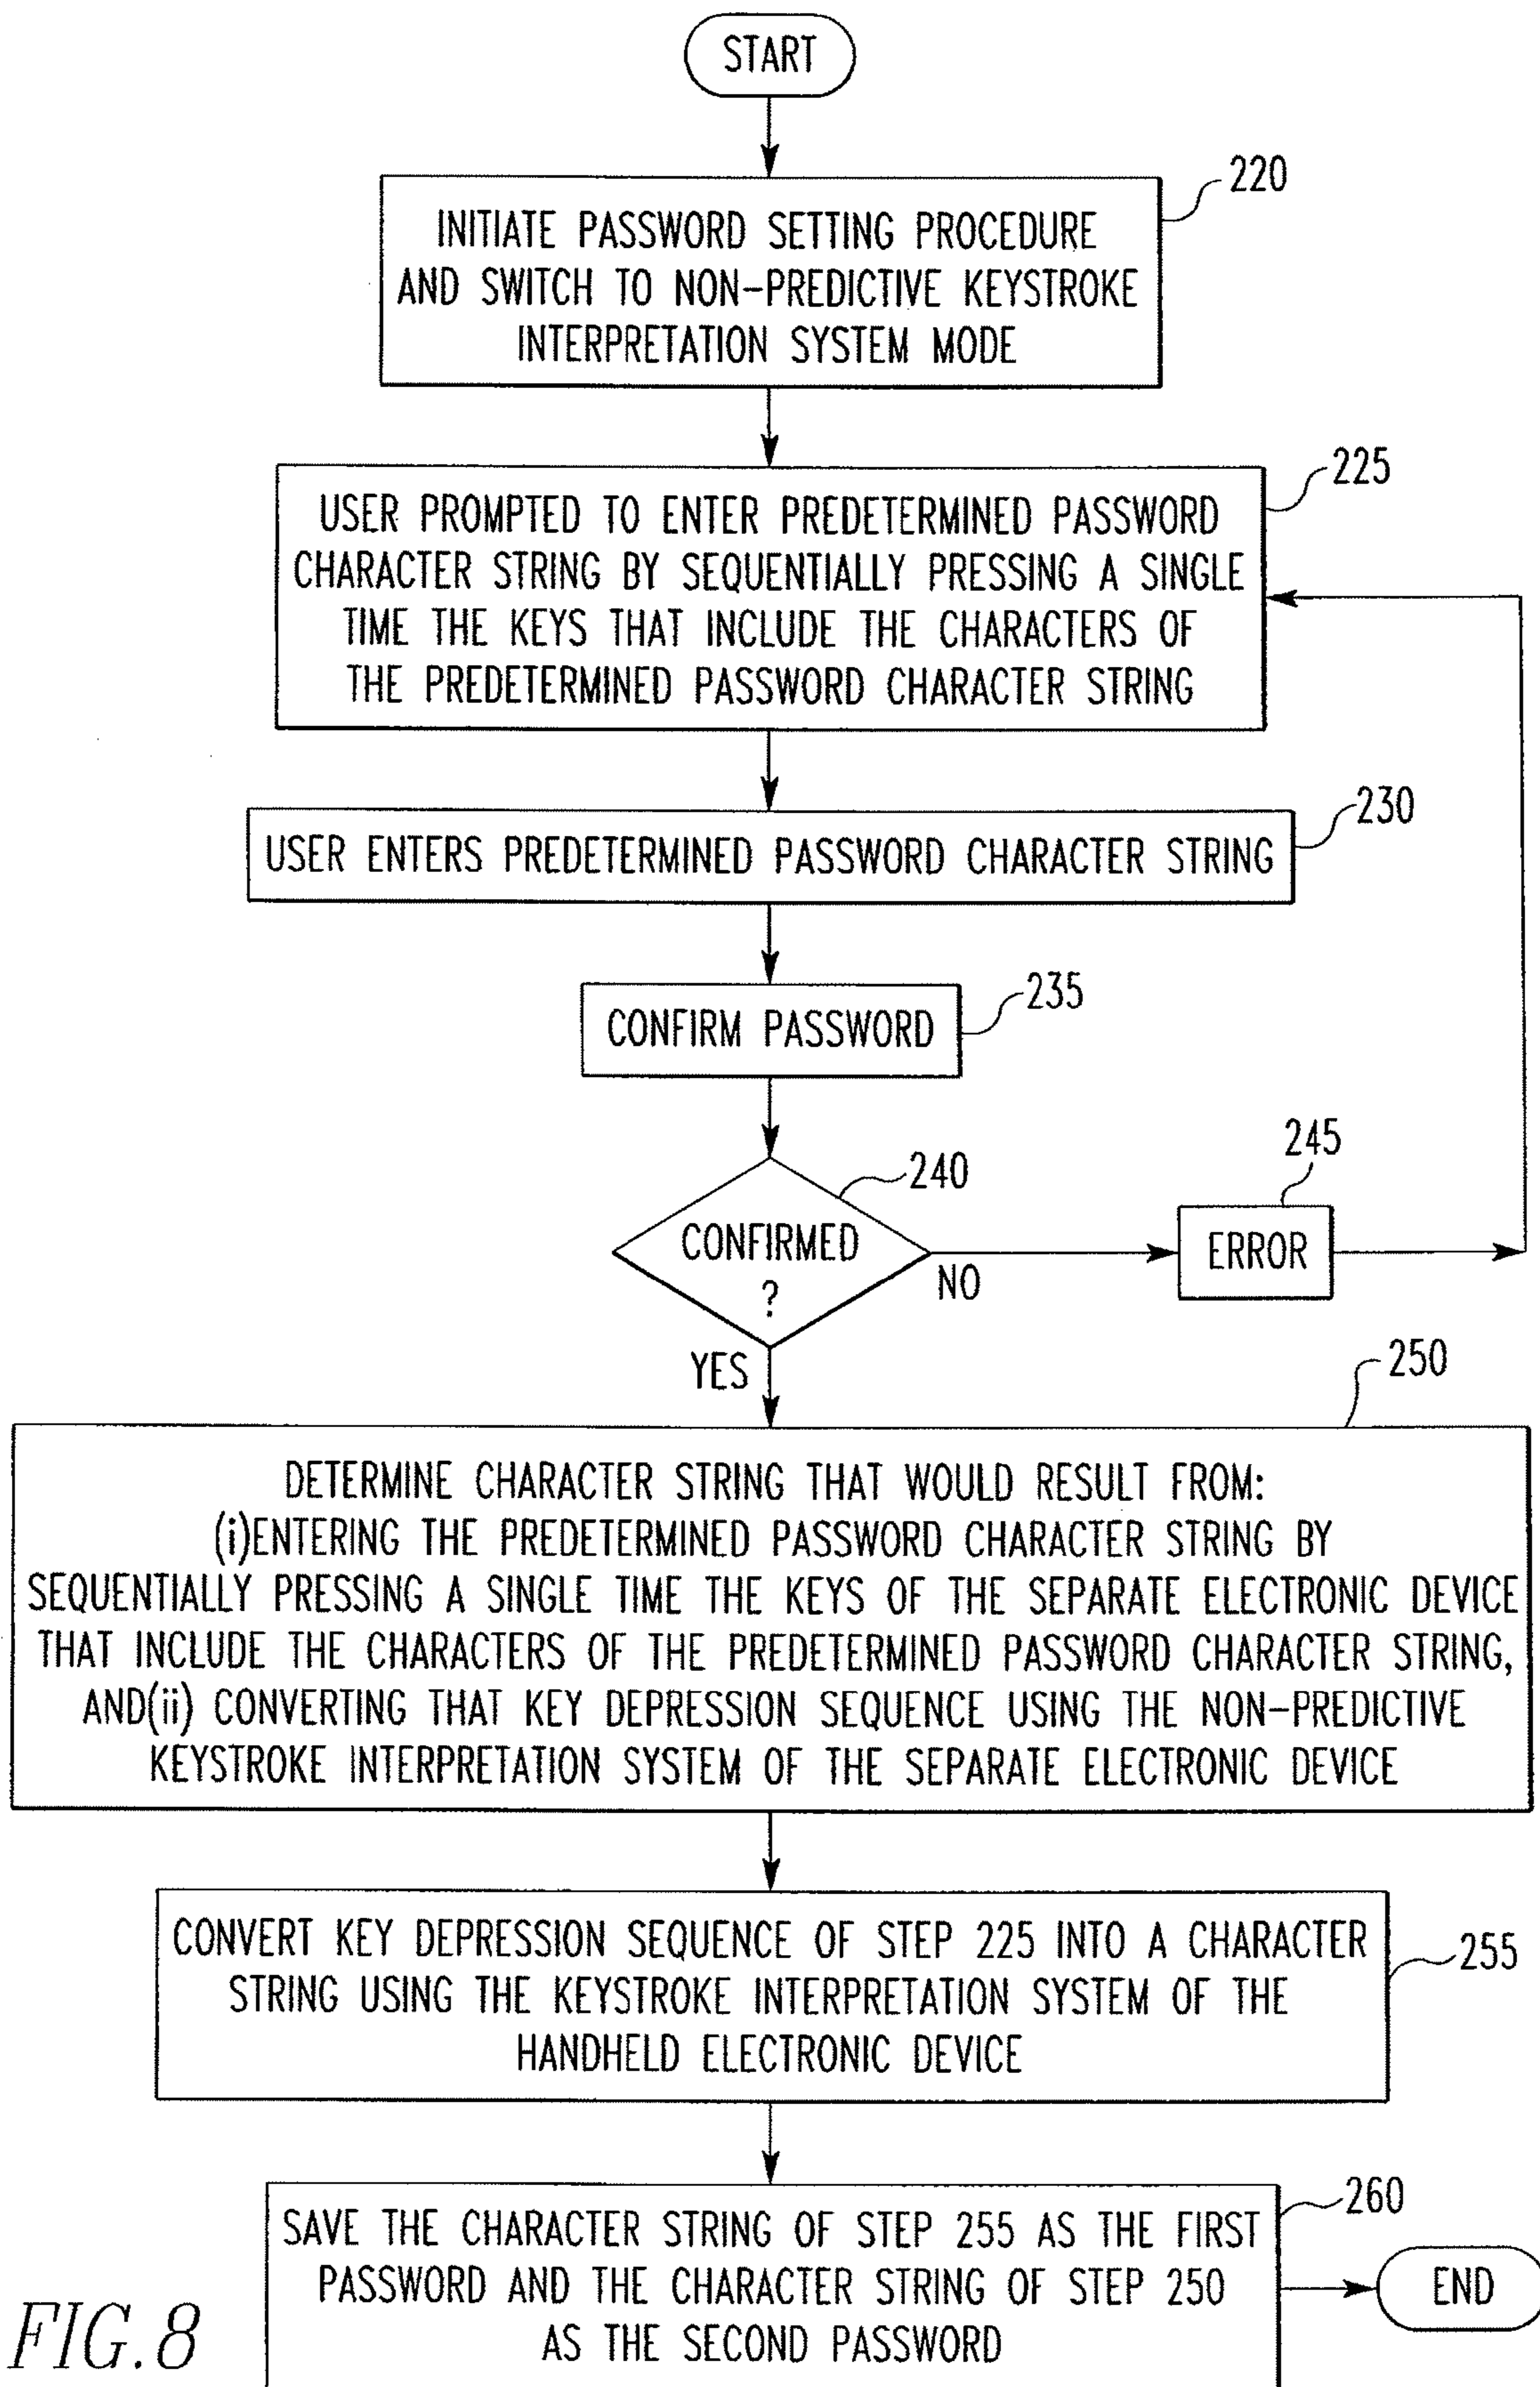 START
220
INITIATE PASSWORD SETTING PROCEDURE
AND SWITCH TO NON-PREDICTIVE KEYSTROKE
INTERPRETATION SYSTEM MODE
225
USER PROMPTED TO ENTER PREDETERMINED PASSWORD
CHARACTER STRING BY SEQUENTIALLY PRESSING A SINGLE
TIME THE KEYS THAT INCLUDE THE CHARACTERS OF
THE PREDETERMINED PASSWORD CHARACTER STRING
230
USER ENTERS PREDETERMINED PASSWORD CHARACTER STRING
235
CONFIRM PASSWORD
240
CONFIRMED
?
NO
245
ERROR
YES
250
DETERMINE CHARACTER STRING THAT WOULD RESULT FROM:
(i)ENTERING THE PREDETERMINED PASSWORD CHARACTER STRING BY
SEQUENTIALLY PRESSING A SINGLE TIME THE KEYS OF THE SEPARATE ELECTRONIC DEVICE
THAT INCLUDE THE CHARACTERS OF THE PREDETERMINED PASSWORD CHARACTER STRING,
AND(ii) CONVERTING THAT KEY DEPRESSION SEQUENCE USING THE NON-PREDICTIVE
KEYSTROKE INTERPRETATION SYSTEM OF THE SEPARATE ELECTRONIC DEVICE
CONVERT KEY DEPRESSION SEQUENCE OF STEP 225 INTO A CHARACTER
STRING USING THE KEYSTROKE INTERPRETATION SYSTEM OF THE
HANDHELD ELECTRONIC DEVICE
255
SAVE THE CHARACTER STRING OF STEP 255 AS THE FIRST
PASSWORD AND THE CHARACTER STRING OF STEP 250
AS THE SECOND PASSWORD
260
END
FIG.8